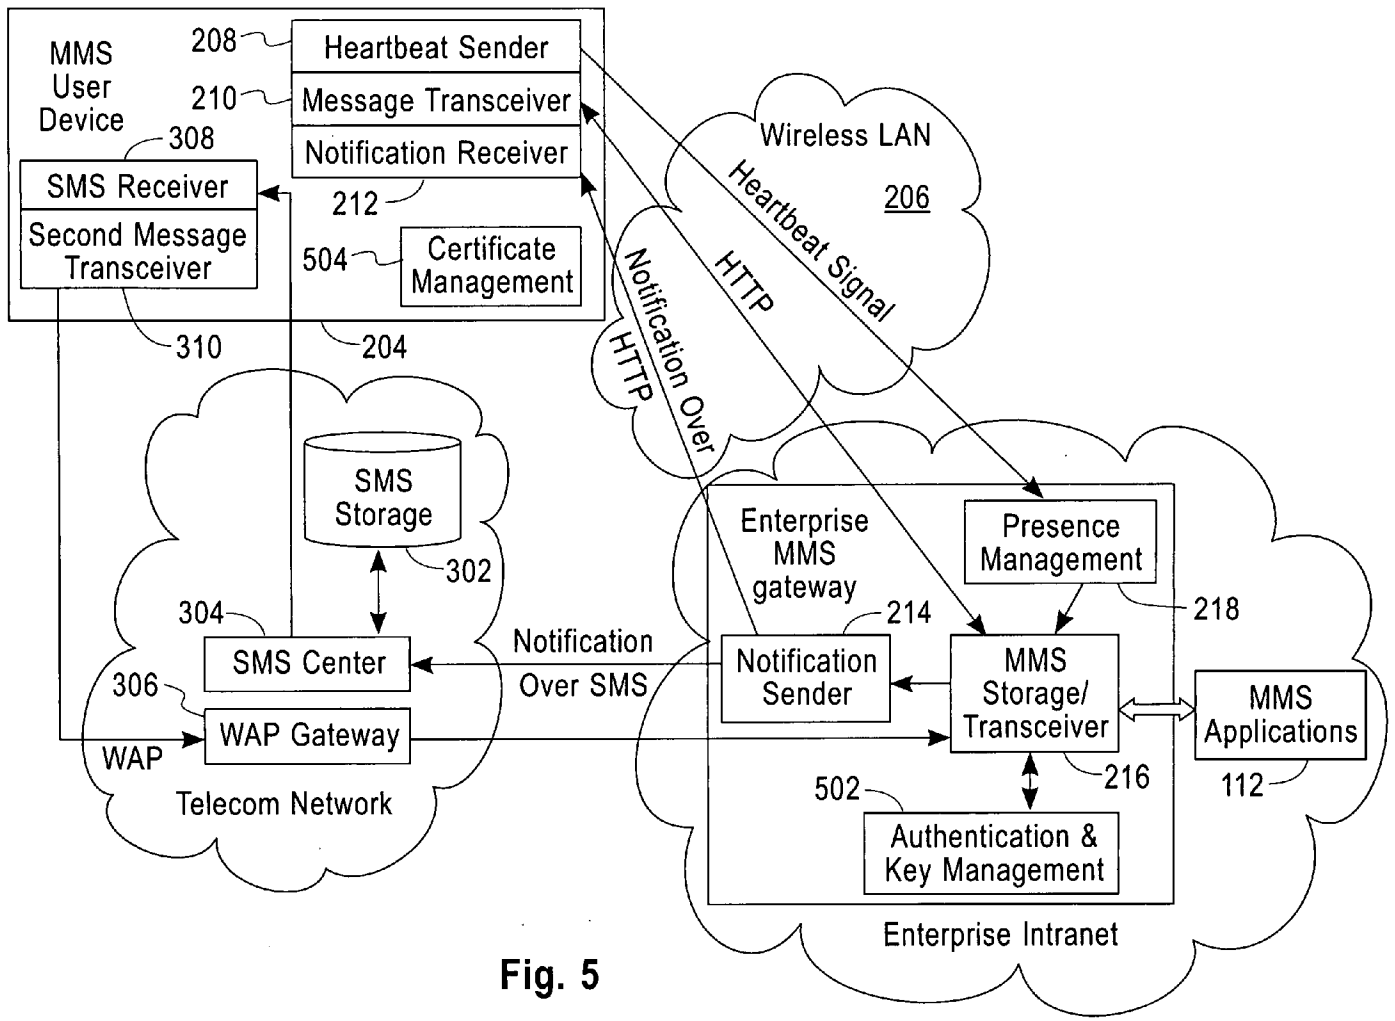 MMS
User
Device
208
Heartbeat Sender
210
Message Transceiver
Notification Receiver
212
308
SMS Receiver
Second Message
Transceiver
310
504
Certificate
Management
204
Wireless LAN
206
Heartbeat Signal
HTTP
Notification Over
HTTP
SMS
Storage
302
304
SMS Center
306
WAP Gateway
WAP
Telecom Network
Notification
Over SMS
Enterprise
MMS
gateway
Presence
Management
218
214
Notification
Sender
MMS
Storage/
Transceiver
216
MMS
Applications
112
502
Authentication &
Key Management
Enterprise Intranet
Fig. 5